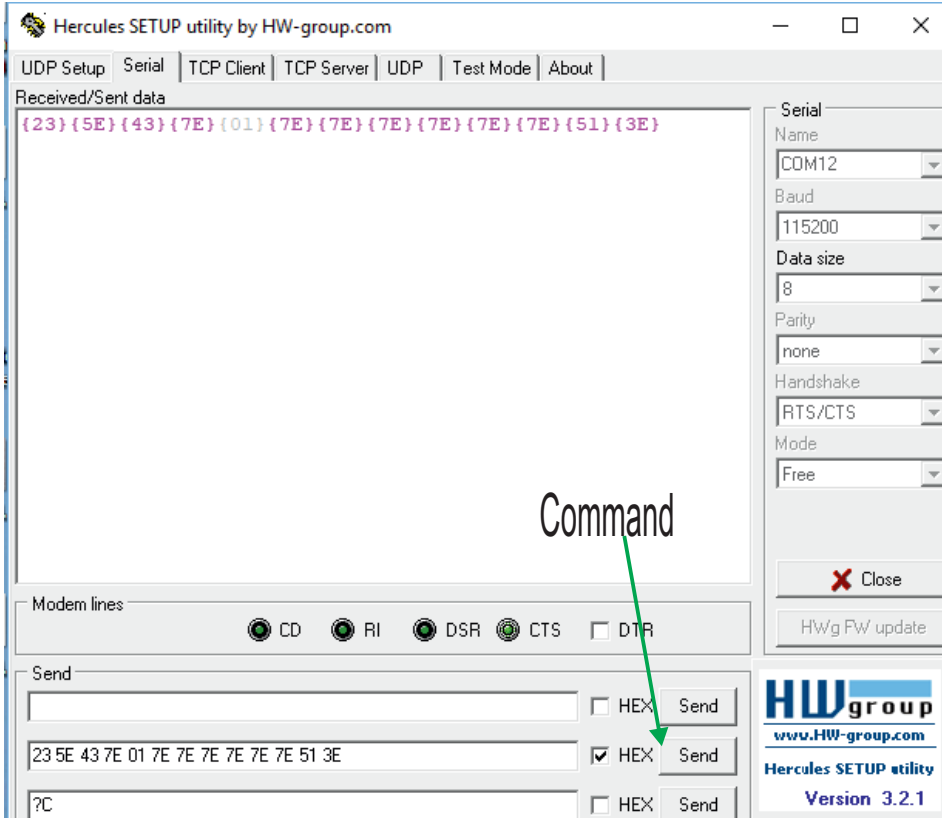 Hercules SETUP utility by HW-group.com
UDP Setup Serial TCP Client TCP Server UDP Test Mode About
Received/Sent data
{23}{5E}{43}{7E}{01}{7E}{7E}{7E}{7E}{7E}{7E}{51}{3E}
Serial
Name
COM12
Baud
115200
Data size
8
Parity
none
Handshake
RTS/CTS
Mode
Free
Command
Close
Modem lines
CD RI DSR CTS DTR
HWg FW update
Send
HEX Send
23 5E 43 7E 01 7E 7E 7E 7E 7E 7E 51 3E HEX Send
?C HEX Send
HW group
www.HW-group.com
Hercules SETUP utility
Version 3.2.1